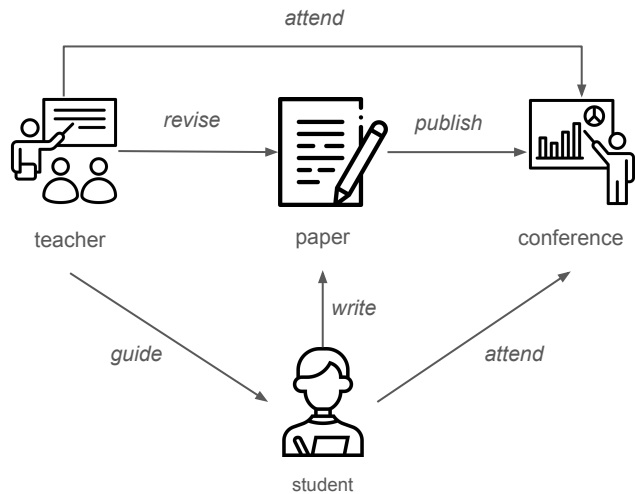 attend
revise
publish
teacher
paper
conference
guide
write
attend
student